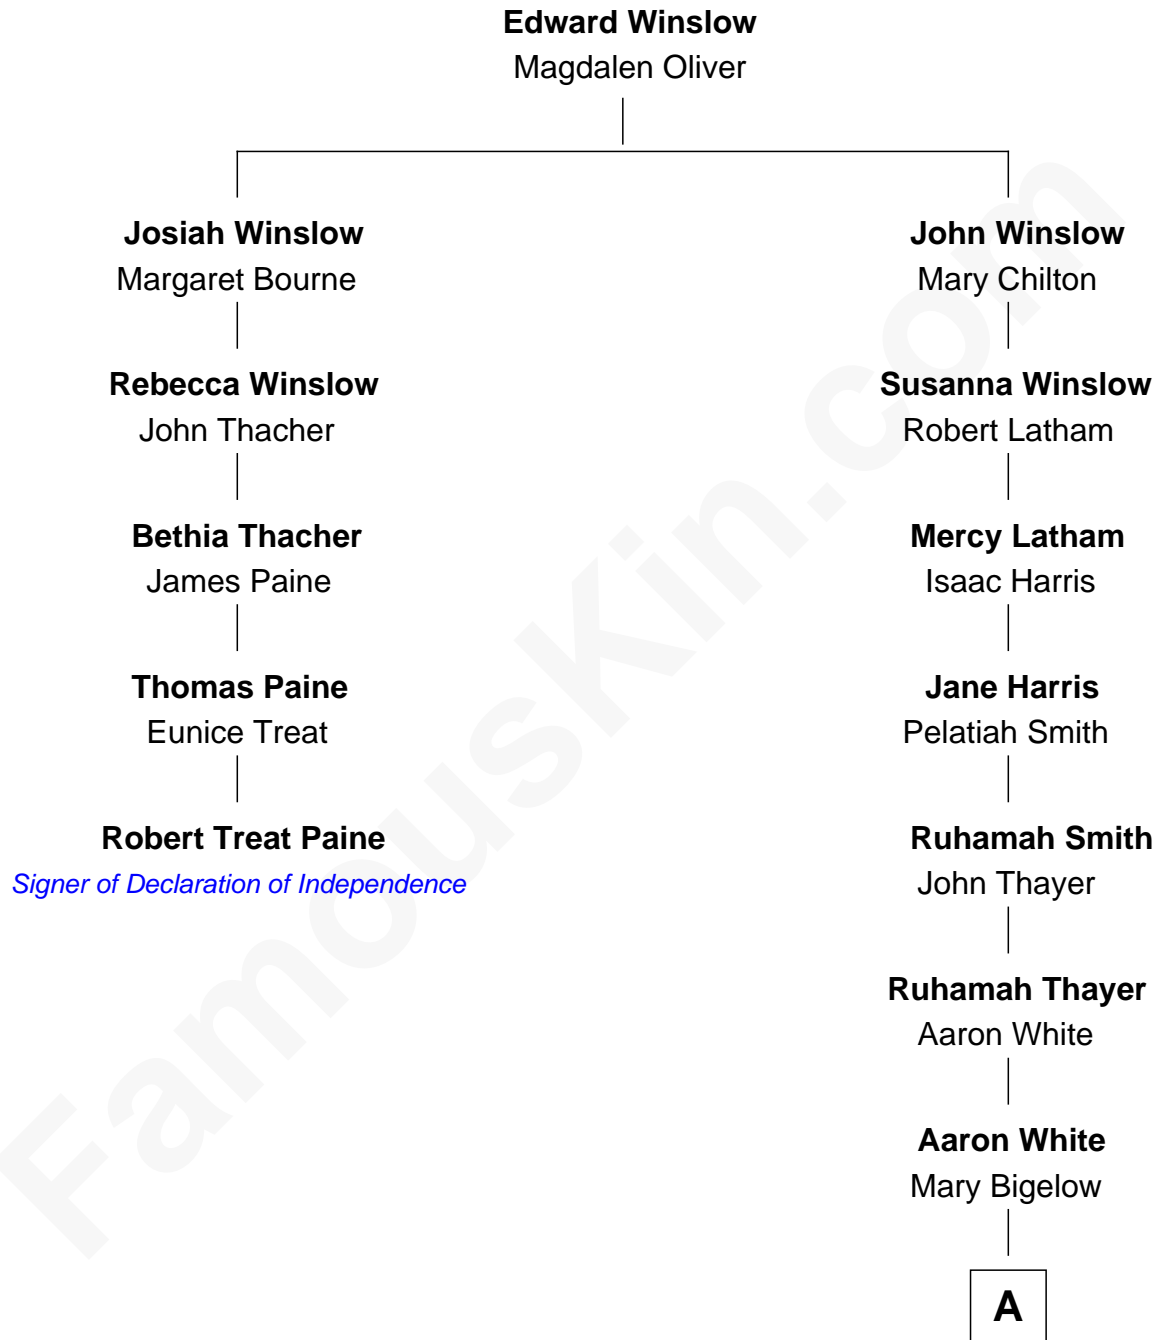 Edward Winslow
Magdalen Oliver
Josiah Winslow
Margaret Bourne
Rebecca Winslow
John Thacher
Bethia Thacher
James Paine
Thomas Paine
Eunice Treat
Robert Treat Paine
Signer of Declaration of Independence
John Winslow
Mary Chilton
Susanna Winslow
Robert Latham
Mercy Latham
Isaac Harris
Jane Harris
Pelatiah Smith
Ruhamah Smith
John Thayer
Ruhamah Thayer
Aaron White
Aaron White
Mary Bigelow
A
FamousKin.com